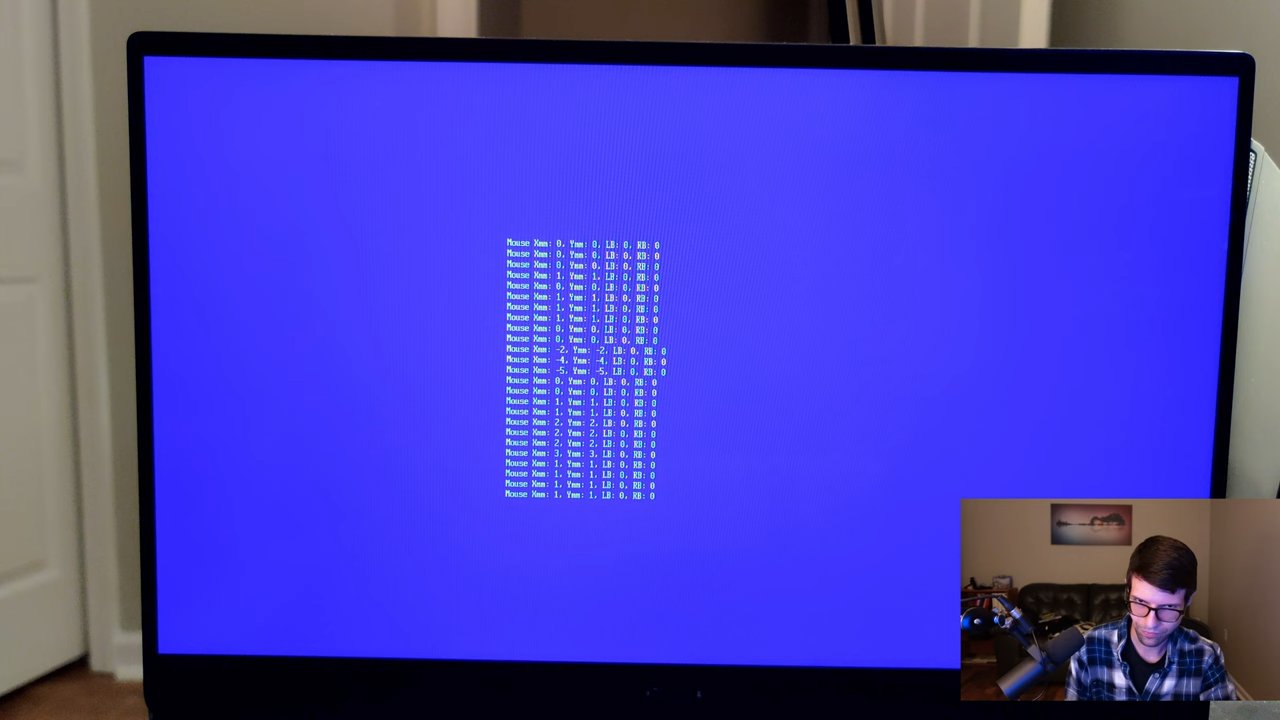 Mouse Xmm: 0, Ymm: 0, LB: 0, RB: 0
Mouse Xmm: 0, Ymm: 0, LB: 0, RB: 0
Mouse Xmm: 0, Ymm: 0, LB: 0, RB: 0
Mouse Xmm: 1, Ymm: 1, LB: 0, RB: 0
Mouse Xmm: 0, Ymm: 0, LB: 0, RB: 0
Mouse Xmm: 1, Ymm: 1, LB: 0, RB: 0
Mouse Xmm: 1, Ymm: 1, LB: 0, RB: 0
Mouse Xmm: 1, Ymm: 1, LB: 0, RB: 0
Mouse Xmm: 0, Ymm: 0, LB: 0, RB: 0
Mouse Xmm: 0, Ymm: 0, LB: 0, RB: 0
Mouse Xmm: -2, Ymm: -2, LB: 0, RB: 0
Mouse Xmm: -4, Ymm: -4, LB: 0, RB: 0
Mouse Xmm: -5, Ymm: -5, LB: 0, RB: 0
Mouse Xmm: 0, Ymm: 0, LB: 0, RB: 0
Mouse Xmm: 0, Ymm: 0, LB: 0, RB: 0
Mouse Xmm: 1, Ymm: 1, LB: 0, RB: 0
Mouse Xmm: 1, Ymm: 1, LB: 0, RB: 0
Mouse Xmm: 2, Ymm: 2, LB: 0, RB: 0
Mouse Xmm: 2, Ymm: 2, LB: 0, RB: 0
Mouse Xmm: 2, Ymm: 2, LB: 0, RB: 0
Mouse Xmm: 3, Ymm: 3, LB: 0, RB: 0
Mouse Xmm: 1, Ymm: 1, LB: 0, RB: 0
Mouse Xmm: 1, Ymm: 1, LB: 0, RB: 0
Mouse Xmm: 1, Ymm: 1, LB: 0, RB: 0
Mouse Xmm: 1, Ymm: 1, LB: 0, RB: 0